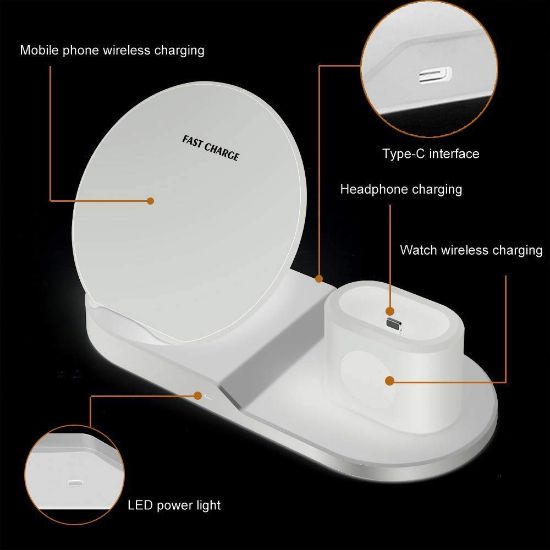 Mobile phone wireless charging
FAST CHARGE
Type-C interface
Headphone charging
Watch wireless charging
LED power light